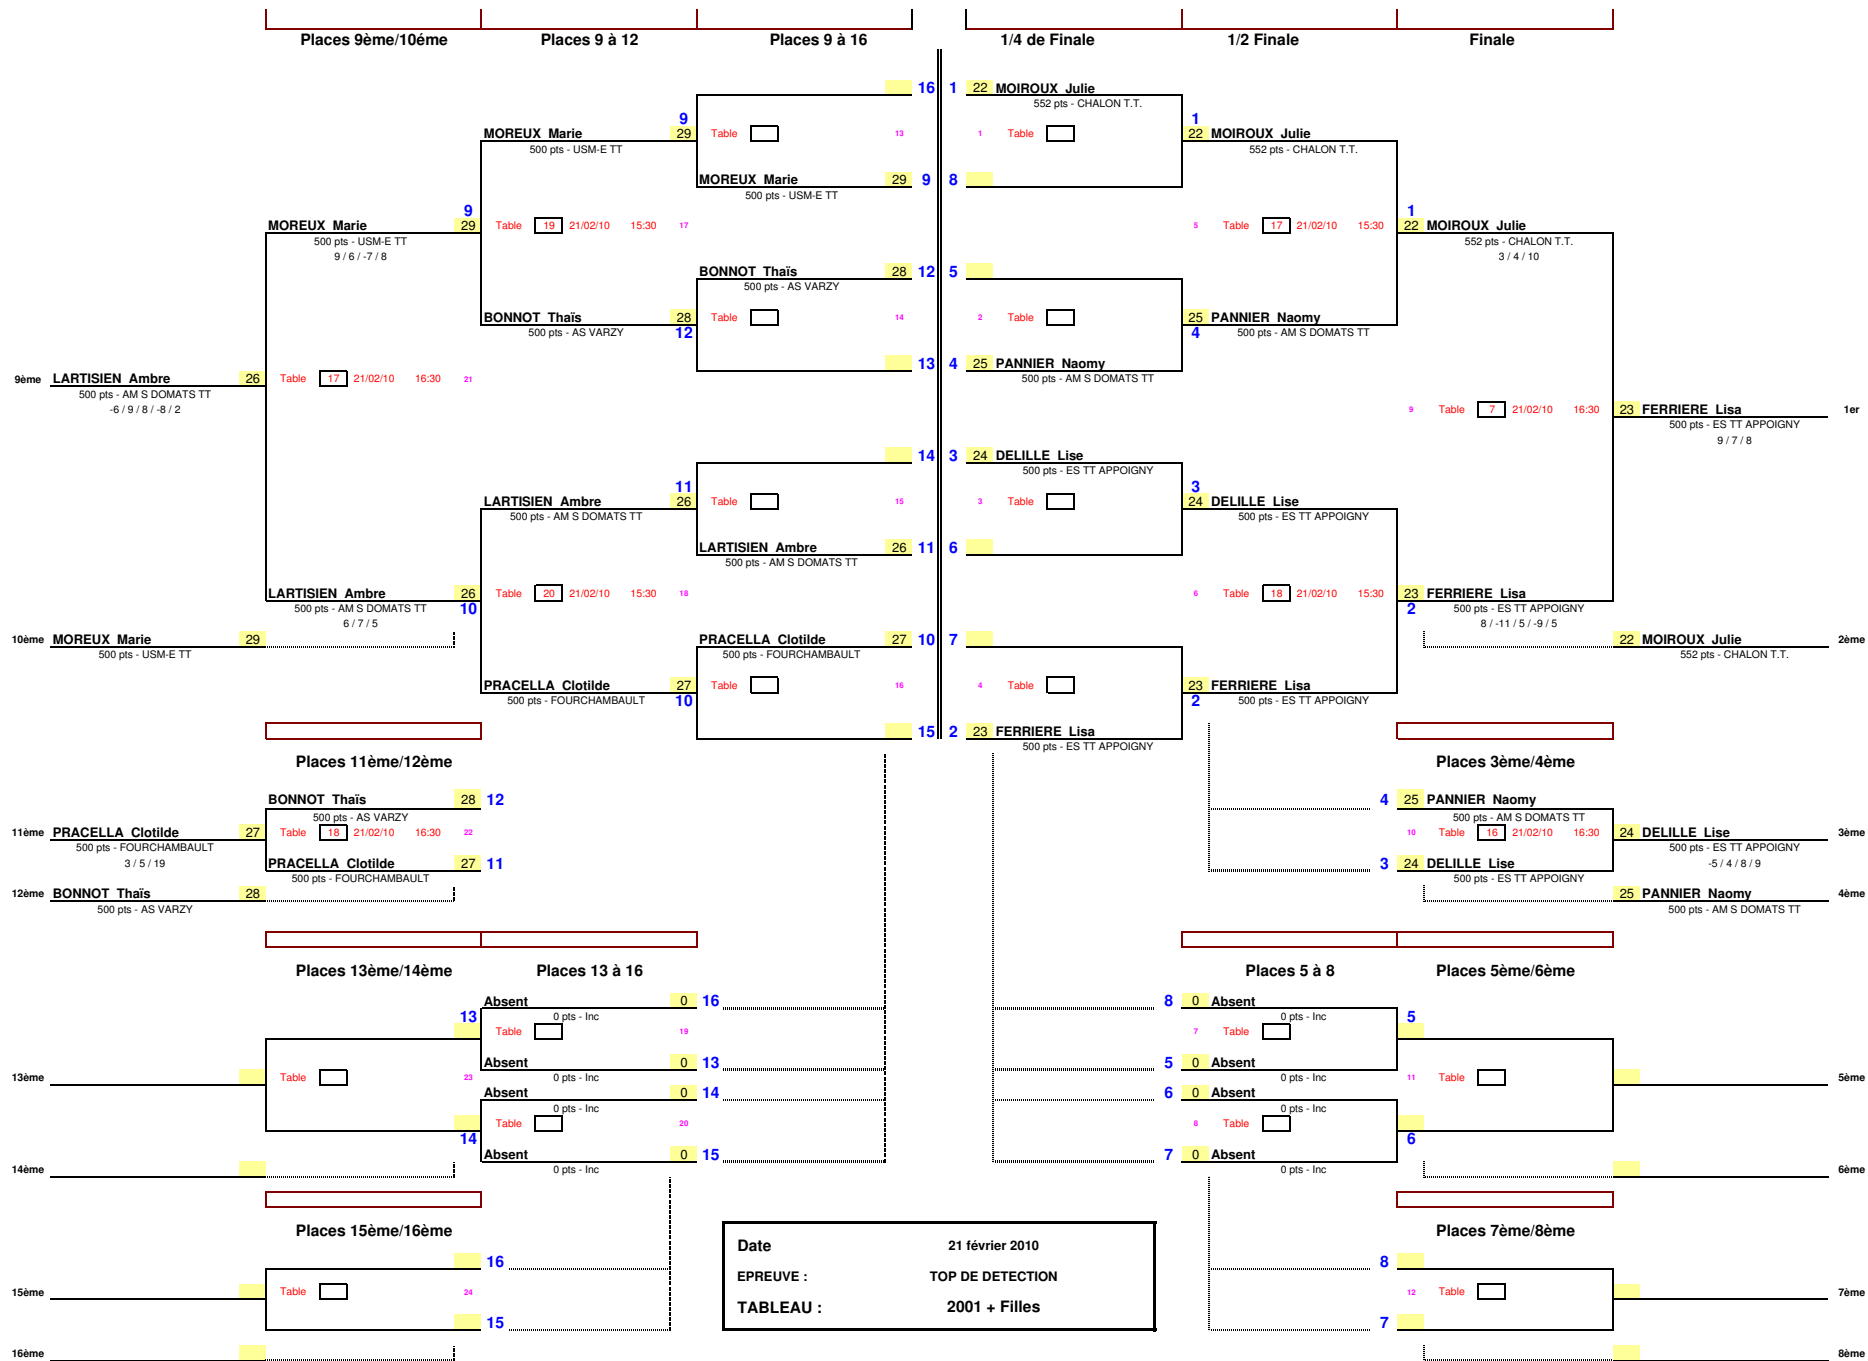 Places 9ème/10éme Places 9 à 12 Places 9 à 16 1/4 de Finale 1/2 Finale Finale
16 1 22 MOIROUX Julie
552 pts - CHALON T.T.
9 1
MOREUX Marie 29 Table 13 1 Table 22 MOIROUX Julie
500 pts - USM-E TT 552 pts - CHALON T.T.
MOREUX Marie 29 9 8
500 pts - USM-E TT
9 1
MOREUX Marie 29 Table 19 21/02/10 15:30 17 5 Table 17 21/02/10 15:30 22 MOIROUX Julie
500 pts - USM-E TT 552 pts - CHALON T.T.
9 / 6 / -7 / 8 3 / 4 / 10
BONNOT Thaïs 28 12 5
500 pts - AS VARZY
BONNOT Thaïs 28 Table 14 2 Table 25 PANNIER Naomy
500 pts - AS VARZY 12 4 500 pts - AM S DOMATS TT
13 4 25 PANNIER Naomy
500 pts - AM S DOMATS TT
9ème LARTISIEN Ambre 26 Table 17 21/02/10 16:30 21
500 pts - AM S DOMATS TT
-6 / 9 / 8 / -8 / 2
9 Table 7 21/02/10 16:30 23 FERRIERE Lisa 1er
500 pts - ES TT APPOIGNY
9 / 7 / 8
14 3 24 DELILLE Lise
500 pts - ES TT APPOIGNY
11 3
LARTISIEN Ambre 26 Table 15 3 Table 24 DELILLE Lise
500 pts - AM S DOMATS TT 500 pts - ES TT APPOIGNY
LARTISIEN Ambre 26 11 6
500 pts - AM S DOMATS TT
LARTISIEN Ambre 26 Table 20 21/02/10 15:30 18 6 Table 18 21/02/10 15:30 23 FERRIERE Lisa
500 pts - AM S DOMATS TT 10 2 500 pts - ES TT APPOIGNY
6 / 7 / 5 8 / -11 / 5 / -9 / 5
10ème MOREUX Marie 29 PRACELLA Clotilde 27 10 7 22 MOIROUX Julie 2ème
500 pts - USM-E TT 500 pts - FOURCHAMBAULT 552 pts - CHALON T.T.
PRACELLA Clotilde 27 Table 16 4 Table 23 FERRIERE Lisa
500 pts - FOURCHAMBAULT 10 2 500 pts - ES TT APPOIGNY
15 2 23 FERRIERE Lisa
500 pts - ES TT APPOIGNY
Places 11ème/12ème Places 3ème/4ème
BONNOT Thaïs 28 12 4 25 PANNIER Naomy
500 pts - AS VARZY 500 pts - AM S DOMATS TT
11ème PRACELLA Clotilde 27 Table 18 21/02/10 16:30 22 10 Table 16 21/02/10 16:30 24 DELILLE Lise 3ème
500 pts - FOURCHAMBAULT 500 pts - ES TT APPOIGNY
3 / 5 / 19 PRACELLA Clotilde 27 11 3 24 DELILLE Lise -5 / 4 / 8 / 9
500 pts - FOURCHAMBAULT 500 pts - ES TT APPOIGNY
12ème BONNOT Thaïs 28 25 PANNIER Naomy 4ème
500 pts - AS VARZY 500 pts - AM S DOMATS TT
Places 13ème/14ème Places 13 à 16 Places 5 à 8 Places 5ème/6ème
Absent 0 16 8 0 Absent
0 pts - Inc 0 pts - Inc
13 Table 19 7 Table 5
Absent 0 13 5 0 Absent
0 pts - Inc 0 pts - Inc
13ème Table 23 11 Table 5ème
Absent 0 14 6 0 Absent
0 pts - Inc 0 pts - Inc
14 Table 20 8 Table 6
Absent 0 15 7 0 Absent
0 pts - Inc 0 pts - Inc
14ème 6ème
Places 15ème/16ème Places 7ème/8ème
Date 21 février 2010
16 8
EPREUVE : TOP DE DETECTION
15ème Table 24 12 Table 7ème
TABLEAU : 2001 + Filles
15 7
16ème 8ème